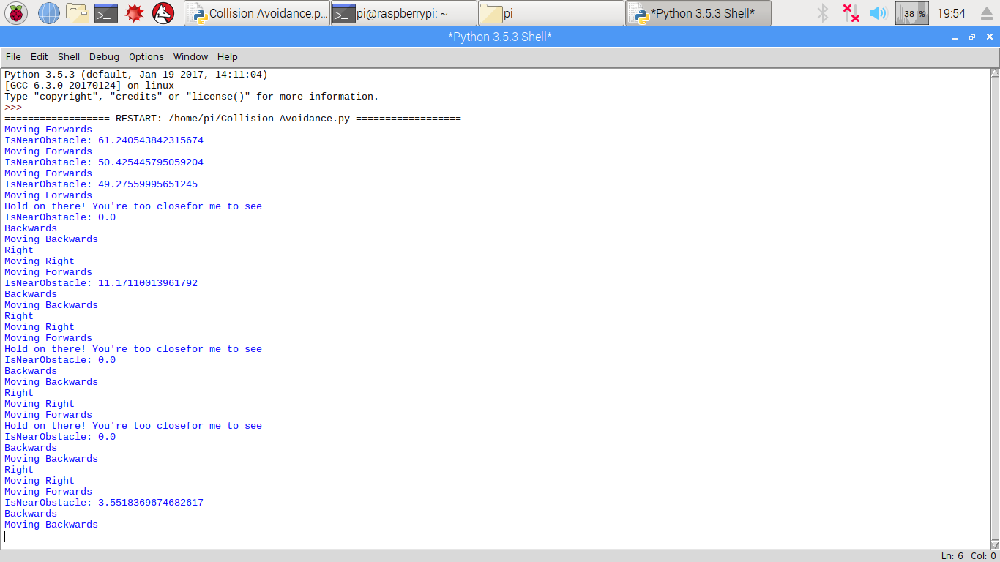 Collision Avoidance.p... pi@raspberrypi: ~ pi *Python 3.5.3 Shell* 38 % 19:54
*Python 3.5.3 Shell*
File Edit Shell Debug Options Window Help
Python 3.5.3 (default, Jan 19 2017, 14:11:04)
[GCC 6.3.0 20170124] on linux
Type "copyright", "credits" or "license()" for more information.
>>>
================== RESTART: /home/pi/Collision Avoidance.py ==================
Moving Forwards
IsNearObstacle: 61.240543842315674
Moving Forwards
IsNearObstacle: 50.425445795059204
Moving Forwards
IsNearObstacle: 49.27559995651245
Moving Forwards
Hold on there! You're too closefor me to see
IsNearObstacle: 0.0
Backwards
Moving Backwards
Right
Moving Right
Moving Forwards
IsNearObstacle: 11.17110013961792
Backwards
Moving Backwards
Right
Moving Right
Moving Forwards
Hold on there! You're too closefor me to see
IsNearObstacle: 0.0
Backwards
Moving Backwards
Right
Moving Right
Moving Forwards
Hold on there! You're too closefor me to see
IsNearObstacle: 0.0
Backwards
Moving Backwards
Right
Moving Right
Moving Forwards
IsNearObstacle: 3.5518369674682617
Backwards
Moving Backwards
Ln: 6 Col: 0